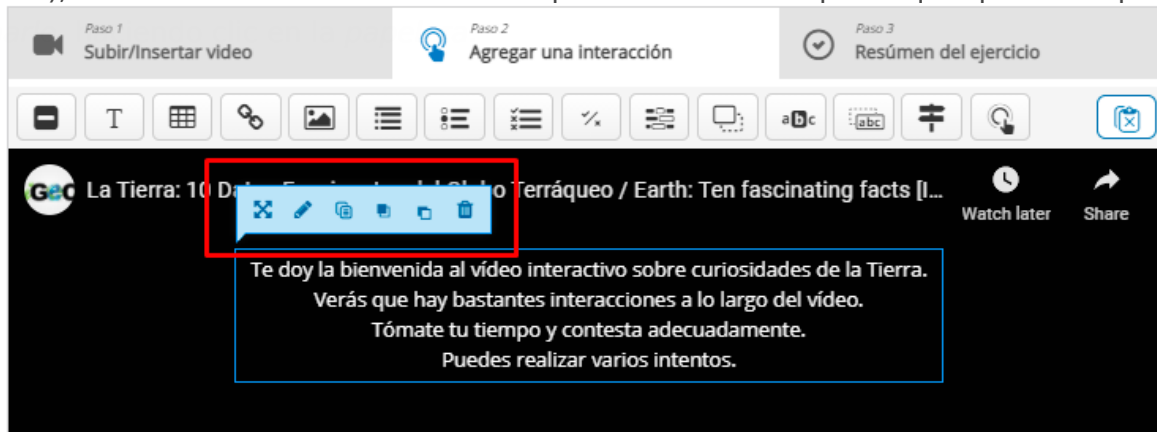 Paso 1
Subir/Insertar video
Paso 2
Agregar una interacción
Paso 3
Resúmen del ejercicio
T
abc
abc
GEO
La Tierra: 10 Terráqueo / Earth: Ten fascinating facts [I...
Watch later
Share
Te doy la bienvenida al vídeo interactivo sobre curiosidades de la Tierra.
Verás que hay bastantes interacciones a lo largo del vídeo.
Tómate tu tiempo y contesta adecuadamente.
Puedes realizar varios intentos.